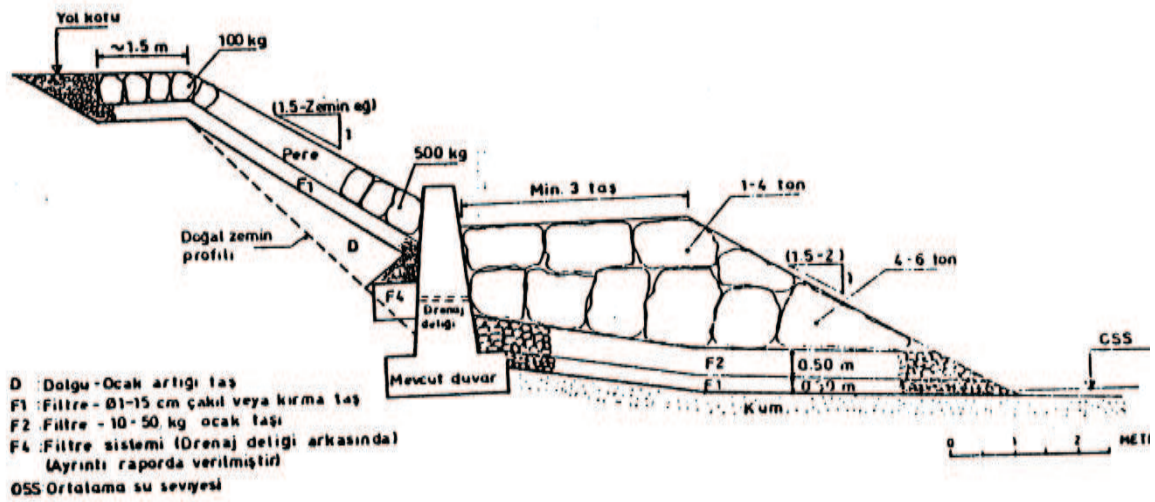 Yol kotu
~1.5 m
100 kg
(1.5-Zemin eğ)
1
Pere
F1
500 kg
Min. 3 taş
1-4 ton
Doğal zemin
profili
D
(1.5-2)
4-6 ton
F4
Drenaj
deliği
OSS
F2
0.50 m
F1
Mevcut duvar
Kum
D :Dolgu-Ocak artığı taş
F1 :Filtre-Ø1-15 cm çakıl veya kırma taş
F2 :Filtre -10-50 kg ocak taşı
F4 :Filtre sistemi (Drenaj deliği arkasında)
(Ayrıntı raporda verilmiştir)
OSS Ortalama su seviyesi
0 1 2